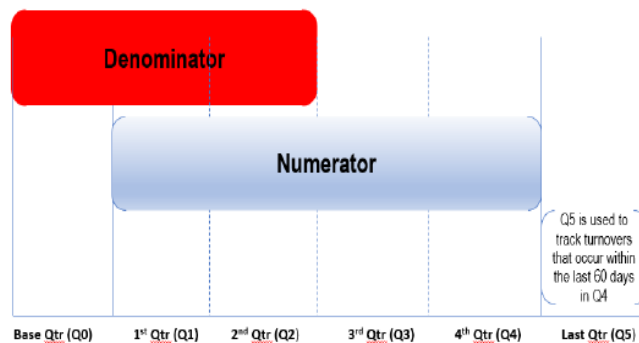 Denominator
Numerator
Q5 is used to
track turnovers
that occur within
the last 60 days
in Q4
Base Qtr (Q0) 1st Qtr (Q1) 2nd Qtr (Q2) 3rd Qtr (Q3) 4th Qtr (Q4) Last Qtr (Q5)